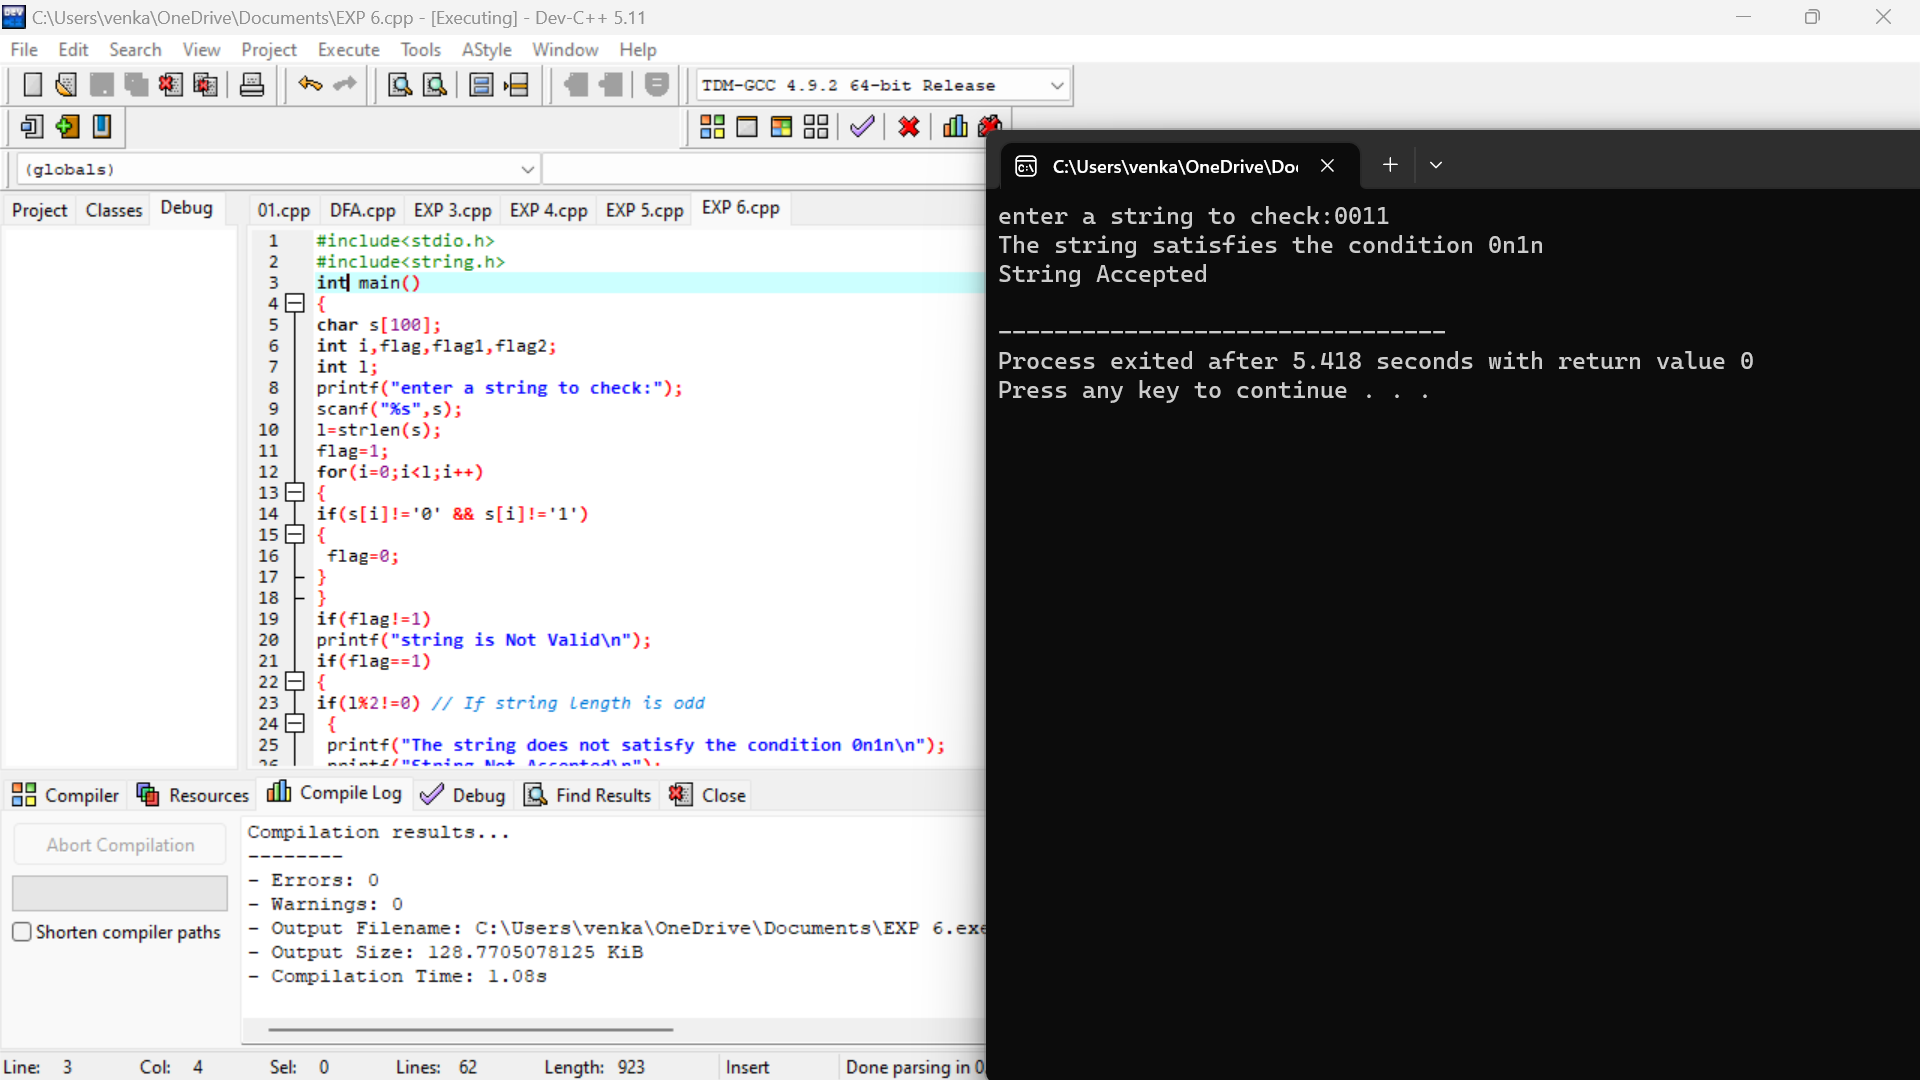 C:\Users\venka\OneDrive\Documents\EXP 6.cpp - [Executing] - Dev-C++ 5.11
File Edit Search View Project Execute Tools AStyle Window Help
TDM-GCC 4.9.2 64-bit Release
(globals)
Project Classes Debug
01.cpp DFA.cpp EXP 3.cpp EXP 4.cpp EXP 5.cpp EXP 6.cpp
1 #include<stdio.h>
2 #include<string.h>
3 int main()
4 {
5 char s[100];
6 int i,flag,flag1,flag2;
7 int l;
8 printf("enter a string to check:");
9 scanf("%s",s);
10 l=strlen(s);
11 flag=1;
12 for(i=0;i<l;i++)
13 {
14 if(s[i]!='0' && s[i]!='1')
15 {
16 flag=0;
17 }
18 }
19 if(flag!=1)
20 printf("string is Not Valid\n");
21 if(flag==1)
22 {
23 if(l%2!=0) // If string length is odd
24 {
25 printf("The string does not satisfy the condition 0n1n\n");
26 printf("String Not Accepted\n");
C:\Users\venka\OneDrive\Doc
enter a string to check:0011
The string satisfies the condition 0n1n
String Accepted
--------------------------------
Process exited after 5.418 seconds with return value 0
Press any key to continue . . .
Compiler Resources Compile Log Debug Find Results Close
Abort Compilation
Shorten compiler paths
Compilation results...
--------
- Errors: 0
- Warnings: 0
- Output Filename: C:\Users\venka\OneDrive\Documents\EXP 6.exe
- Output Size: 128.7705078125 KiB
- Compilation Time: 1.08s
Line: 3 Col: 4 Sel: 0 Lines: 62 Length: 923 Insert Done parsing in 0